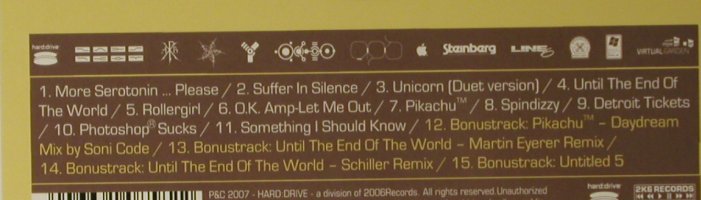 hard:drive Steinberg LINE 6 VIRTUALGARDEN
1. More Serotonin ... Please / 2. Suffer In Silence / 3. Unicorn (Duet version) / 4. Until The End Of
The World / 5. Rollergirl / 6. O.K. Amp-Let Me Out / 7. Pikachu™ / 8. Spindizzy / 9. Detroit Tickets
/ 10. Photoshop® Sucks / 11. Something I Should Know / 12. Bonustrack: Pikachu™ – Daydream
Mix by Soni Code / 13. Bonustrack: Until The End Of The World – Martin Eyerer Remix /
14. Bonustrack: Until The End Of The World – Schiller Remix / 15. Bonustrack: Untitled 5
P&C 2007 - HARD:DRIVE - a division of 2006Records. All rights reserved.Unauthorized
hard:drive 2K6 RECORDS